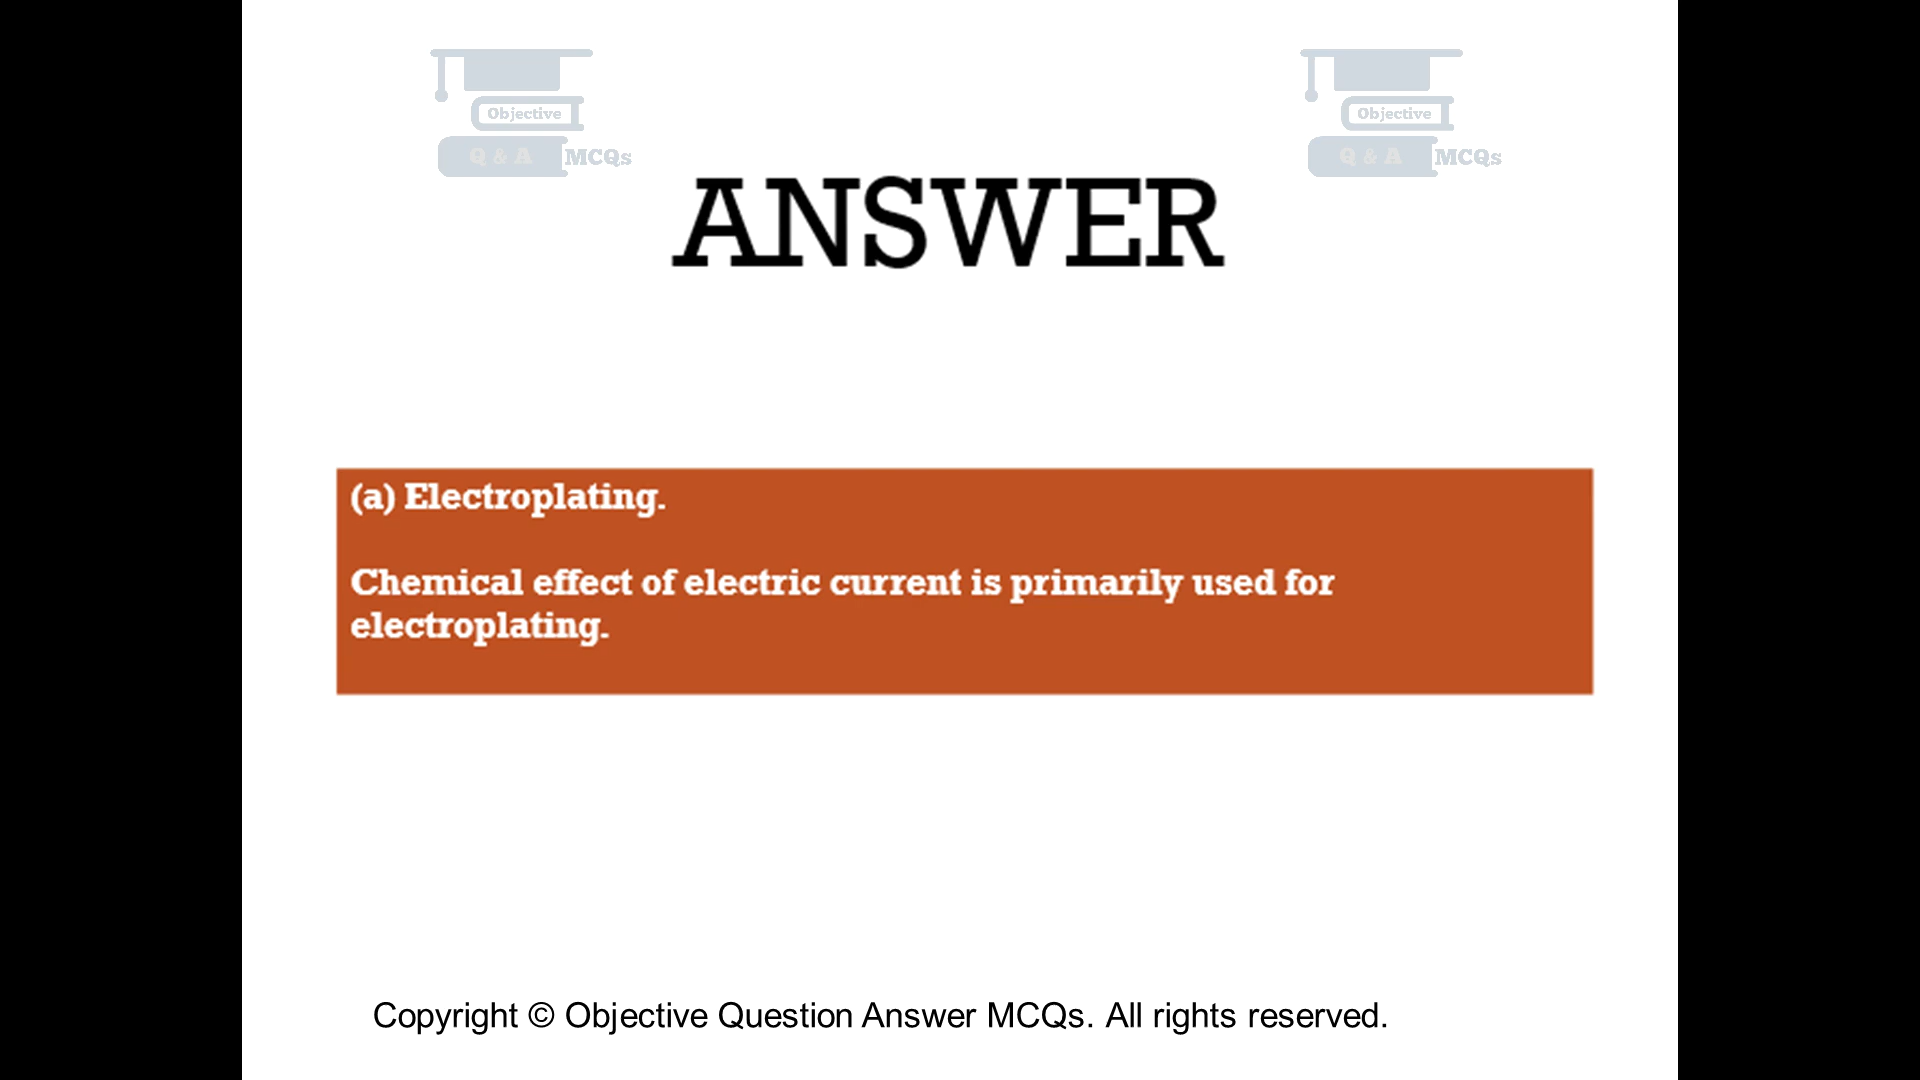 Objective
Q & A MCQs
Objective
Q & A MCQs
ANSWER
(a) Electroplating.
Chemical effect of electric current is primarily used for
electroplating.
Copyright © Objective Question Answer MCQs. All rights reserved.